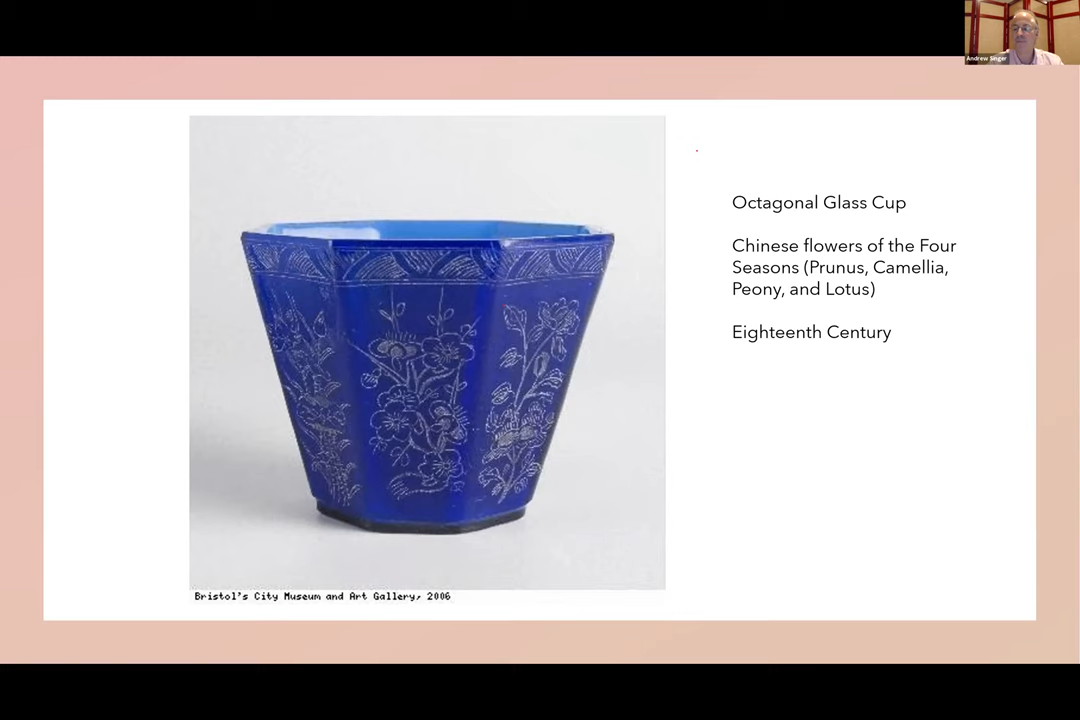 Andrew Singer
Octagonal Glass Cup
Chinese flowers of the Four
Seasons (Prunus, Camellia,
Peony, and Lotus)
Eighteenth Century
Bristol's City Museum and Art Gallery, 2006